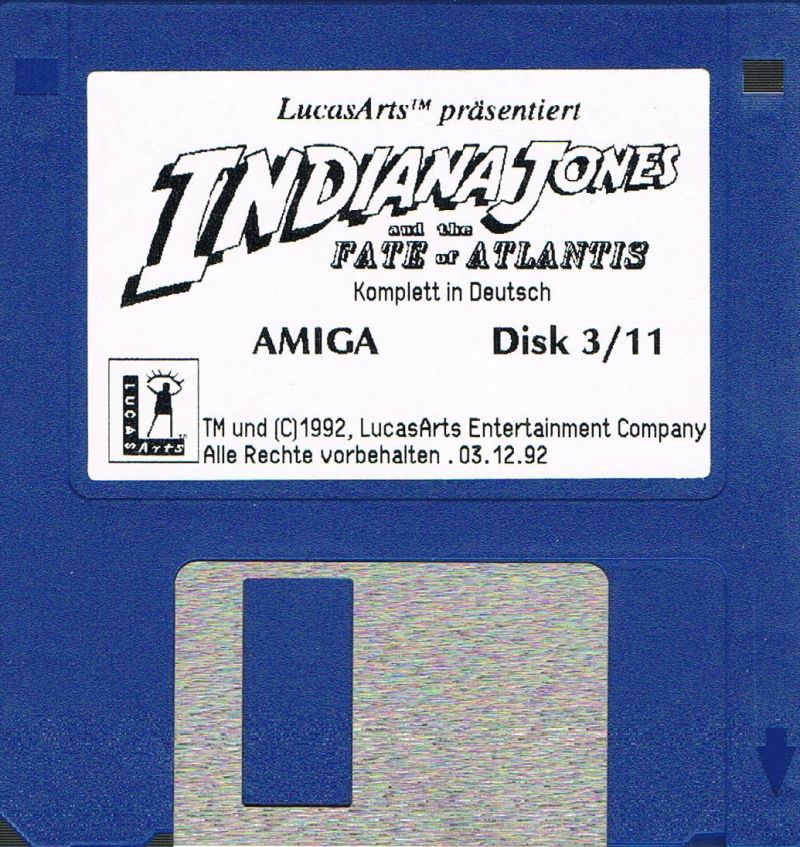 LucasArts™ präsentiert
INDIANA JONES
and the
FATE of ATLANTIS
Komplett in Deutsch
AMIGA Disk 3/11
LUCAS
Arts™
TM und (C)1992, LucasArts Entertainment Company
Alle Rechte vorbehalten . 03.12.92